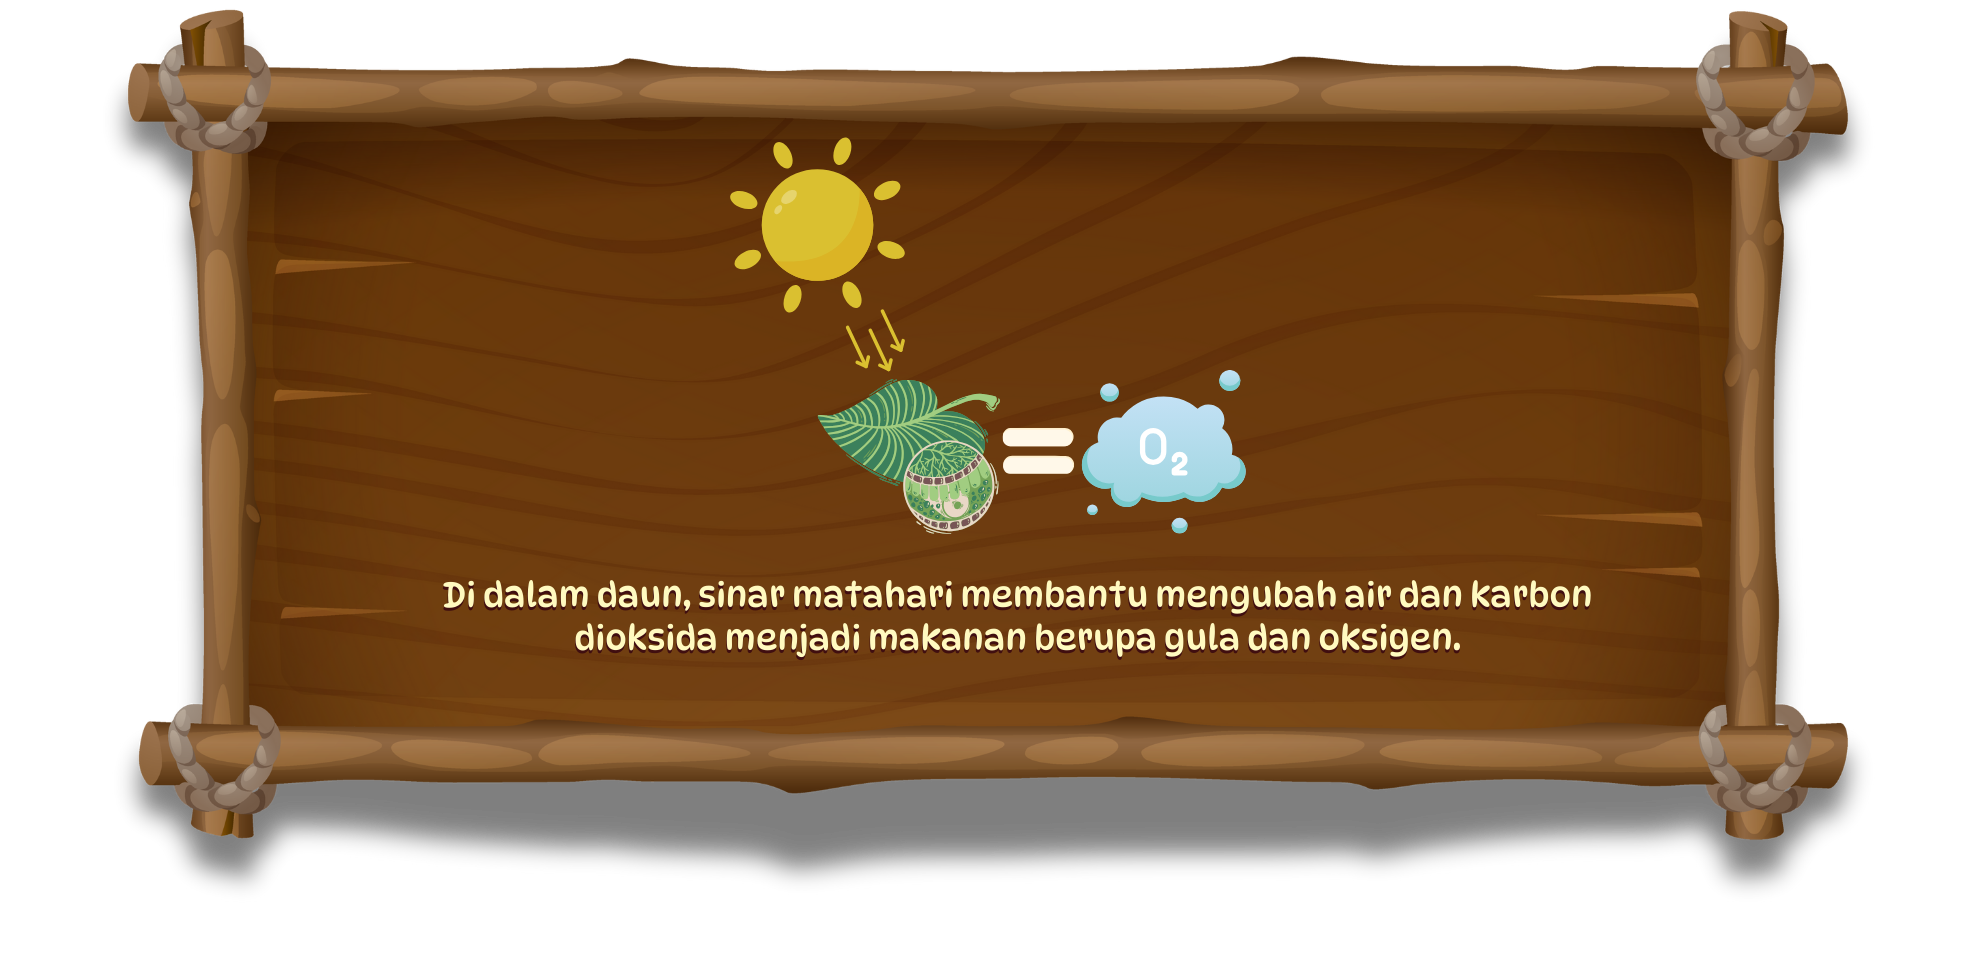 O₂
Di dalam daun, sinar matahari membantu mengubah air dan karbon
dioksida menjadi makanan berupa gula dan oksigen.